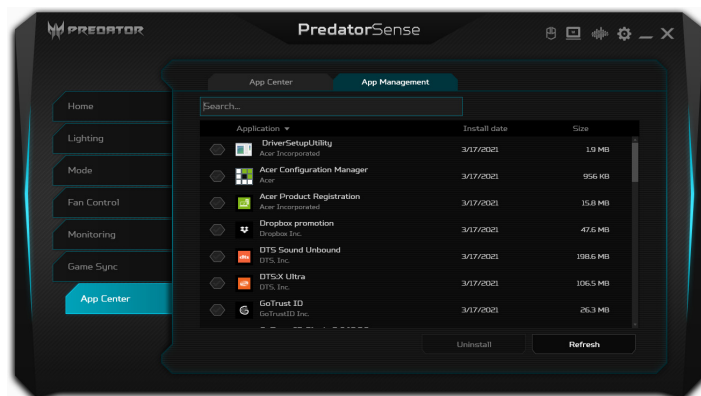 PREDATOR
PredatorSense
App Center
App Management
Home
Lighting
Mode
Fan Control
Monitoring
Game Sync
App Center
Search...
Application
Install date
Size
DriverSetupUtility
Acer Incorporated
3/17/2021
1.9 MB
Acer Configuration Manager
Acer
3/17/2021
956 KB
Acer Product Registration
Acer Incorporated
3/17/2021
15.8 MB
Dropbox promotion
Dropbox Inc.
3/17/2021
47.6 MB
DTS Sound Unbound
DTS, Inc.
3/17/2021
198.6 MB
DTS:X Ultra
DTS, Inc.
3/17/2021
106.5 MB
GoTrust ID
GoTrustID Inc.
3/17/2021
26.3 MB
Uninstall
Refresh